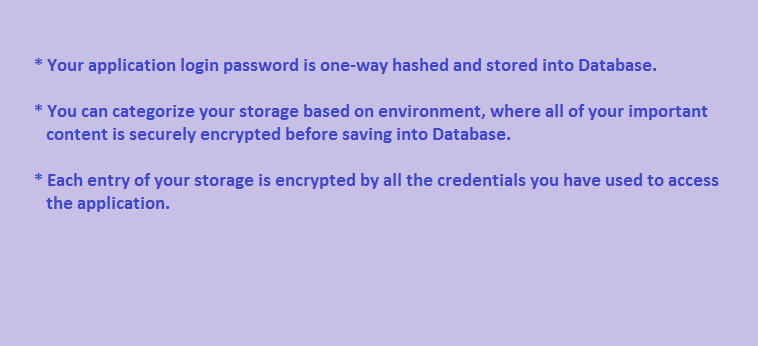 * Your application login password is one-way hashed and stored into Database.
* You can categorize your storage based on environment, where all of your important
content is securely encrypted before saving into Database.
* Each entry of your storage is encrypted by all the credentials you have used to access
the application.